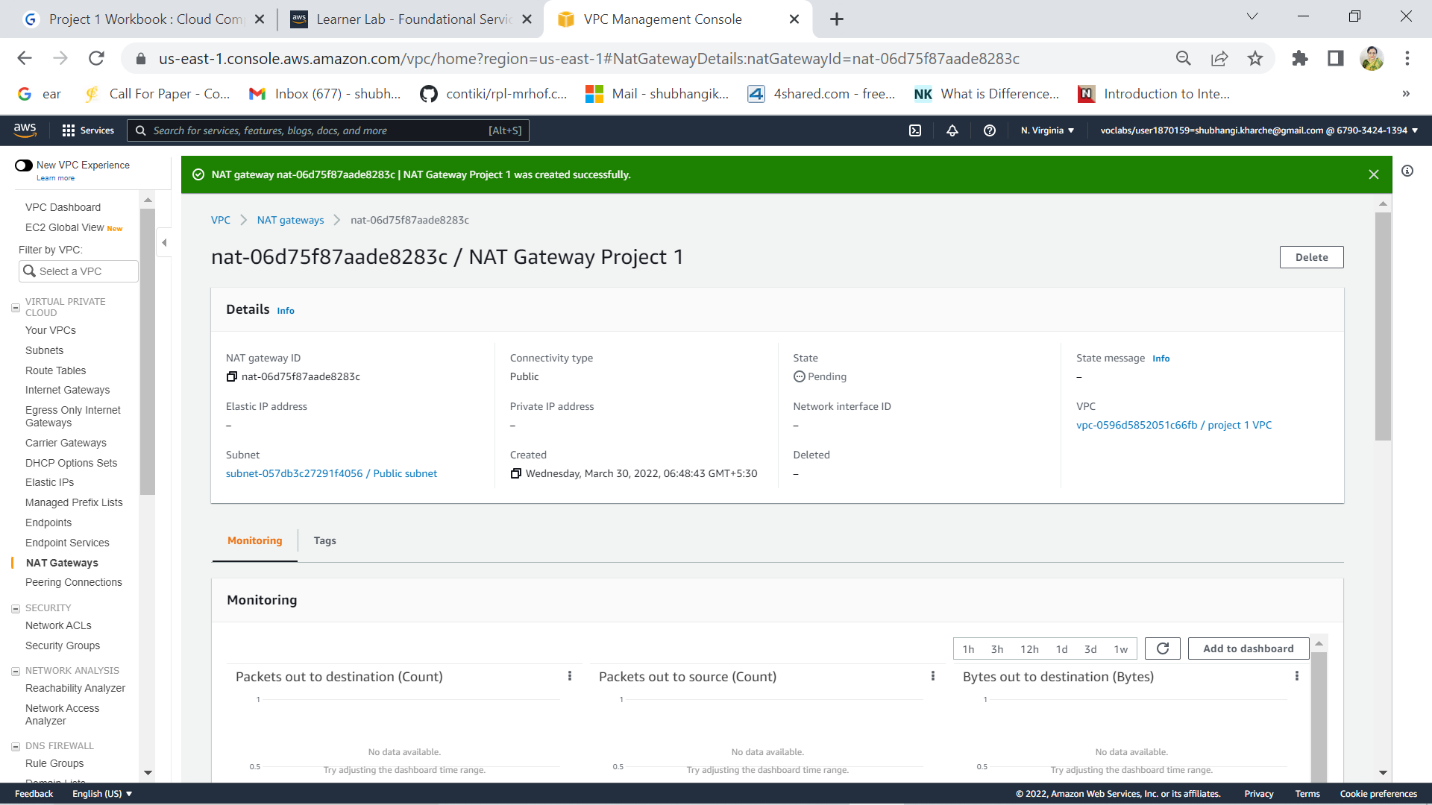 Project 1 Workbook : Cloud Com
Learner Lab - Foundational Servic
VPC Management Console
us-east-1.console.aws.amazon.com/vpc/home?region=us-east-1#NatGatewayDetails:natGatewayId=nat-06d75f87aade8283c
ear
Call For Paper - Co...
Inbox (677) - shubh...
contiki/rpl-mrhof.c...
Mail - shubhangik...
4shared.com - free...
NK What is Difference...
Introduction to Inte...
»
aws
Services
Search for services, features, blogs, docs, and more [Alt+S]
N. Virginia ▼
voclabs/user1870159=shubhangi.kharche@gmail.com @ 6790-3424-1394 ▼
New VPC Experience
Learn more
VPC Dashboard
EC2 Global View New
Filter by VPC:
Select a VPC
VIRTUAL PRIVATE
CLOUD
Your VPCs
Subnets
Route Tables
Internet Gateways
Egress Only Internet
Gateways
Carrier Gateways
DHCP Options Sets
Elastic IPs
Managed Prefix Lists
Endpoints
Endpoint Services
NAT Gateways
Peering Connections
SECURITY
Network ACLs
Security Groups
NETWORK ANALYSIS
Reachability Analyzer
Network Access
Analyzer
DNS FIREWALL
Rule Groups
Domain Lists
NAT gateway nat-06d75f87aade8283c | NAT Gateway Project 1 was created successfully.
VPC > NAT gateways > nat-06d75f87aade8283c
nat-06d75f87aade8283c / NAT Gateway Project 1
Delete
Details Info
NAT gateway ID
nat-06d75f87aade8283c
Connectivity type
Public
State
Pending
State message Info
–
Elastic IP address
–
Private IP address
–
Network interface ID
–
VPC
vpc-0596d5852051c66fb / project 1 VPC
Subnet
subnet-057db3c27291f4056 / Public subnet
Created
Wednesday, March 30, 2022, 06:48:43 GMT+5:30
Deleted
–
Monitoring
Tags
Monitoring
1h 3h 12h 1d 3d 1w
Add to dashboard
Packets out to destination (Count)
1
No data available.
0.5
Try adjusting the dashboard time range.
Packets out to source (Count)
1
No data available.
0.5
Try adjusting the dashboard time range.
Bytes out to destination (Bytes)
1
No data available.
0.5
Try adjusting the dashboard time range.
Feedback
English (US) ▼
© 2022, Amazon Web Services, Inc. or its affiliates.
Privacy
Terms
Cookie preferences